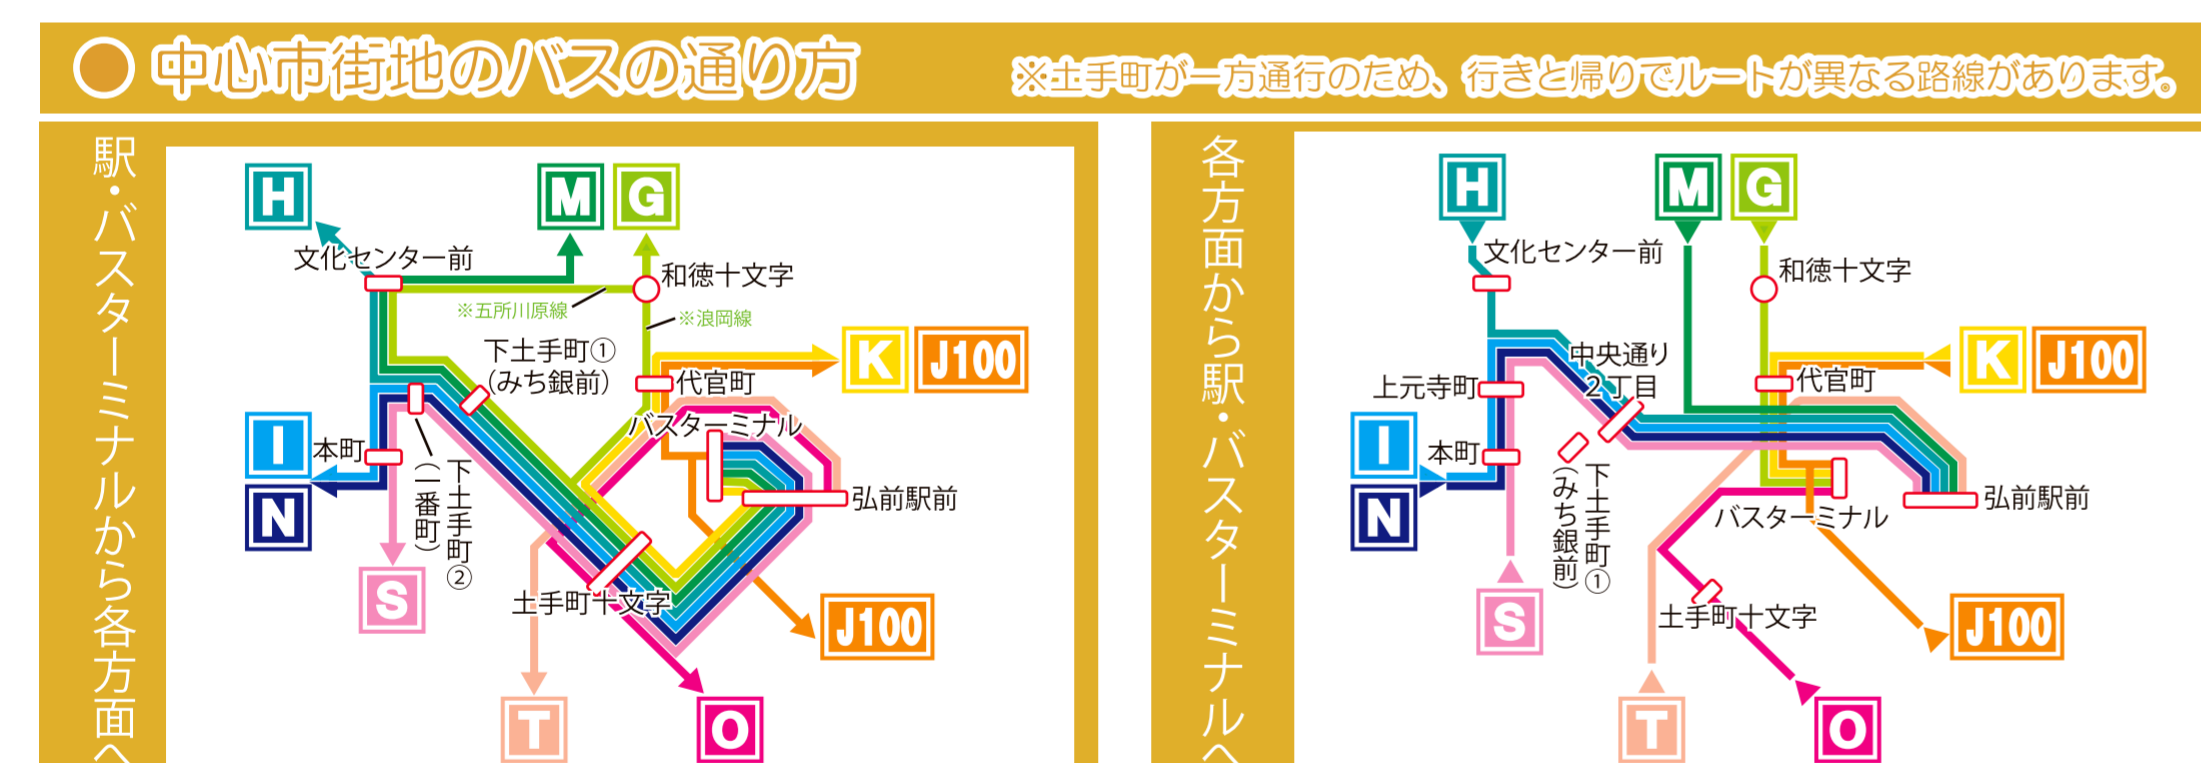 中心市街地のバスの通り方
※土手町が一方通行のため、行きと帰りでルートが異なる路線があります。
駅・バスターミナルから各方面へ
H
M
G
文化センター前
和徳十文字
※五所川原線
※浪岡線
下土手町①
(みち銀前)
K
J100
代官町
バスターミナル
I
本町
N
下土手町②
(一番町)
弘前駅前
S
土手町十文字
J100
T
O
各方面から駅・バスターミナルへ
H
M
G
文化センター前
和徳十文字
中央通り
2丁目
K
J100
代官町
上元寺町
I
本町
N
下土手町①
(みち銀前)
弘前駅前
バスターミナル
S
土手町十文字
J100
T
O